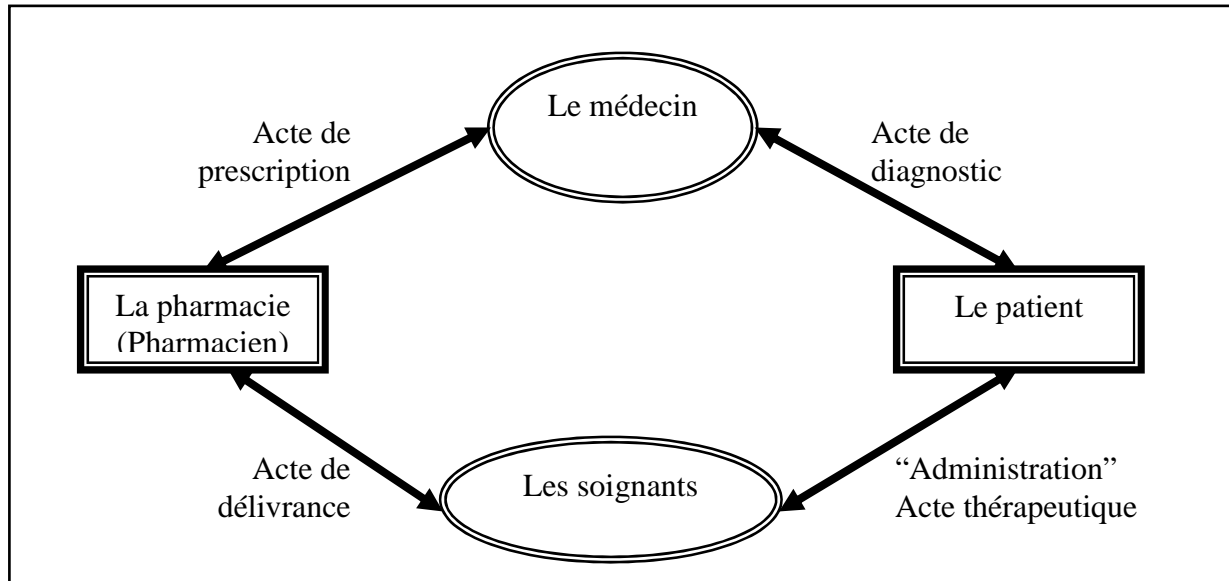 Le médecin
Acte de
prescription
Acte de
diagnostic
La pharmacie
(Pharmacien)
Le patient
Acte de
délivrance
Les soignants
“Administration”
Acte thérapeutique